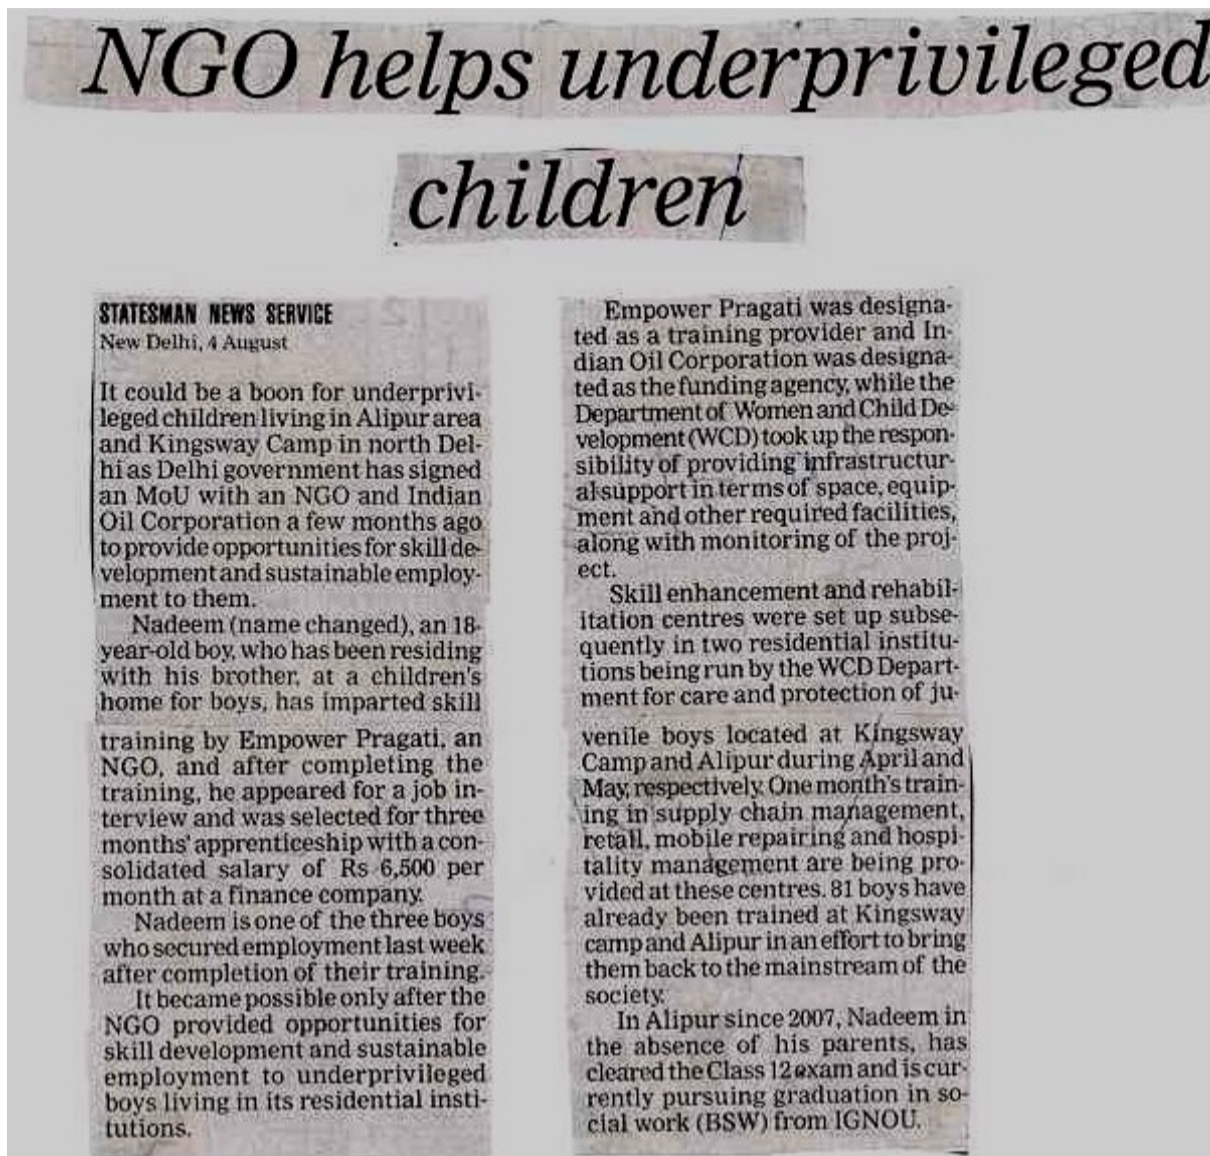 NGO helps underprivileged
children
STATESMAN NEWS SERVICE
New Delhi, 4 August
It could be a boon for underprivi-
leged children living in Alipur area
and Kingsway Camp in north Del-
hi as Delhi government has signed
an MoU with an NGO and Indian
Oil Corporation a few months ago
to provide opportunities for skill de-
velopment and sustainable employ-
ment to them.
Nadeem (name changed), an 18-
year-old boy, who has been residing
with his brother, at a children's
home for boys, has imparted skill
training by Empower Pragati, an
NGO, and after completing the
training, he appeared for a job in-
terview and was selected for three
months' apprenticeship with a con-
solidated salary of Rs 6,500 per
month at a finance company.
Nadeem is one of the three boys
who secured employment last week
after completion of their training.
It became possible only after the
NGO provided opportunities for
skill development and sustainable
employment to underprivileged
boys living in its residential insti-
tutions.
Empower Pragati was designa-
ted as a training provider and In-
dian Oil Corporation was designa-
ted as the funding agency, while the
Department of Women and Child De-
velopment (WCD) took up the respon-
sibility of providing infrastructur-
al support in terms of space, equip-
ment and other required facilities,
along with monitoring of the proj-
ect.
Skill enhancement and rehabil-
itation centres were set up subse-
quently in two residential institu-
tions being run by the WCD Depart-
ment for care and protection of ju-
venile boys located at Kingsway
Camp and Alipur during April and
May, respectively. One month's train-
ing in supply chain management,
retail, mobile repairing and hospi-
tality management are being pro-
vided at these centres. 81 boys have
already been trained at Kingsway
camp and Alipur in an effort to bring
them back to the mainstream of the
society.
In Alipur since 2007, Nadeem in
the absence of his parents, has
cleared the Class 12 exam and is cur-
rently pursuing graduation in so-
cial work (BSW) from IGNOU.